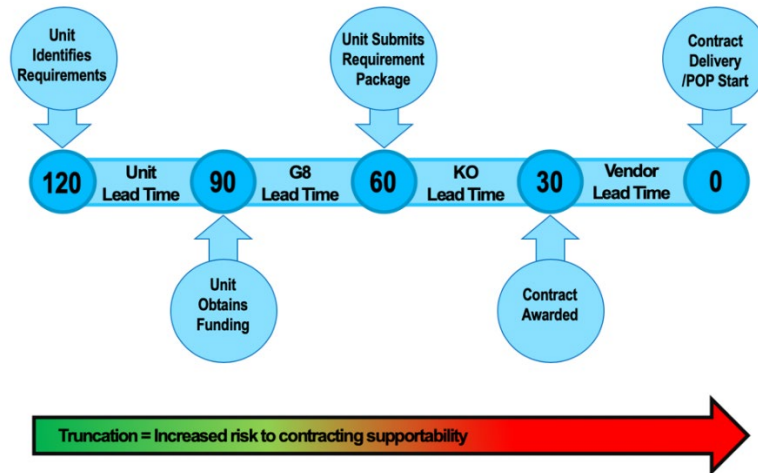 Unit
Identifies
Requirements
Unit Submits
Requirement
Package
Contract
Delivery
/POP Start
120
Unit
Lead Time
90
G8
Lead Time
60
KO
Lead Time
30
Vendor
Lead Time
0
Unit
Obtains
Funding
Contract
Awarded
Truncation = Increased risk to contracting supportability